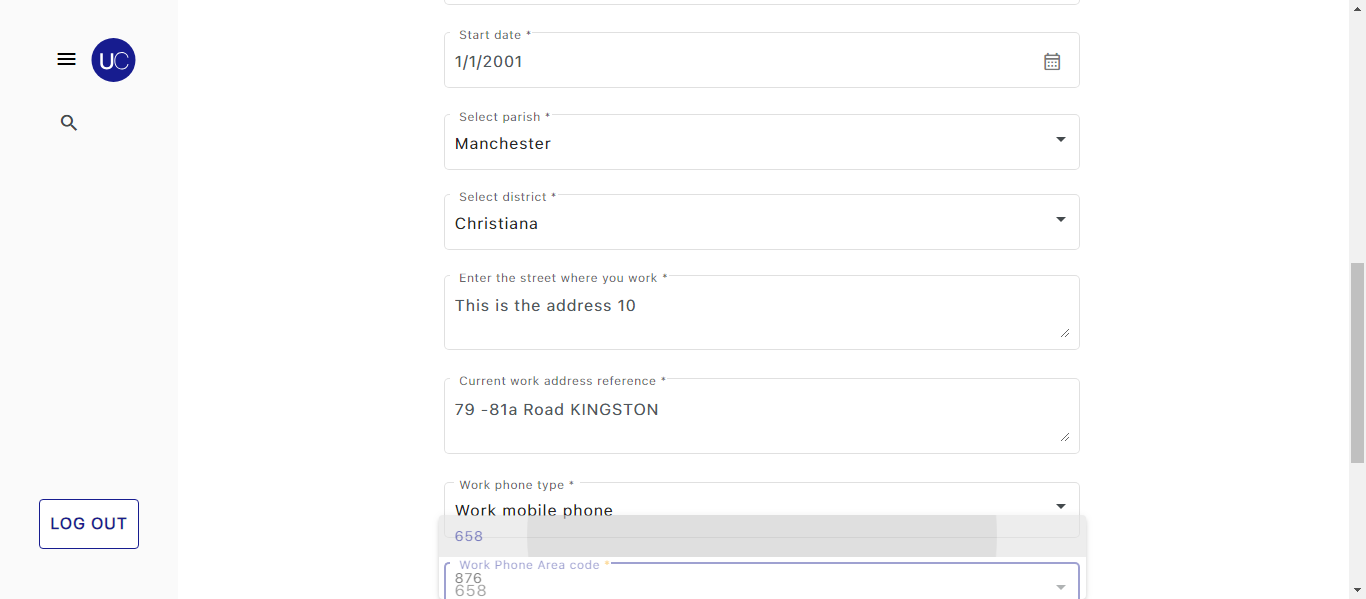 UC
Start date *
1/1/2001
Select parish *
Manchester
Select district *
Christiana
Enter the street where you work *
This is the address 10
Current work address reference *
79 -81a Road KINGSTON
Work phone type *
Work mobile phone
658
Work Phone Area code *
876
658
LOG OUT